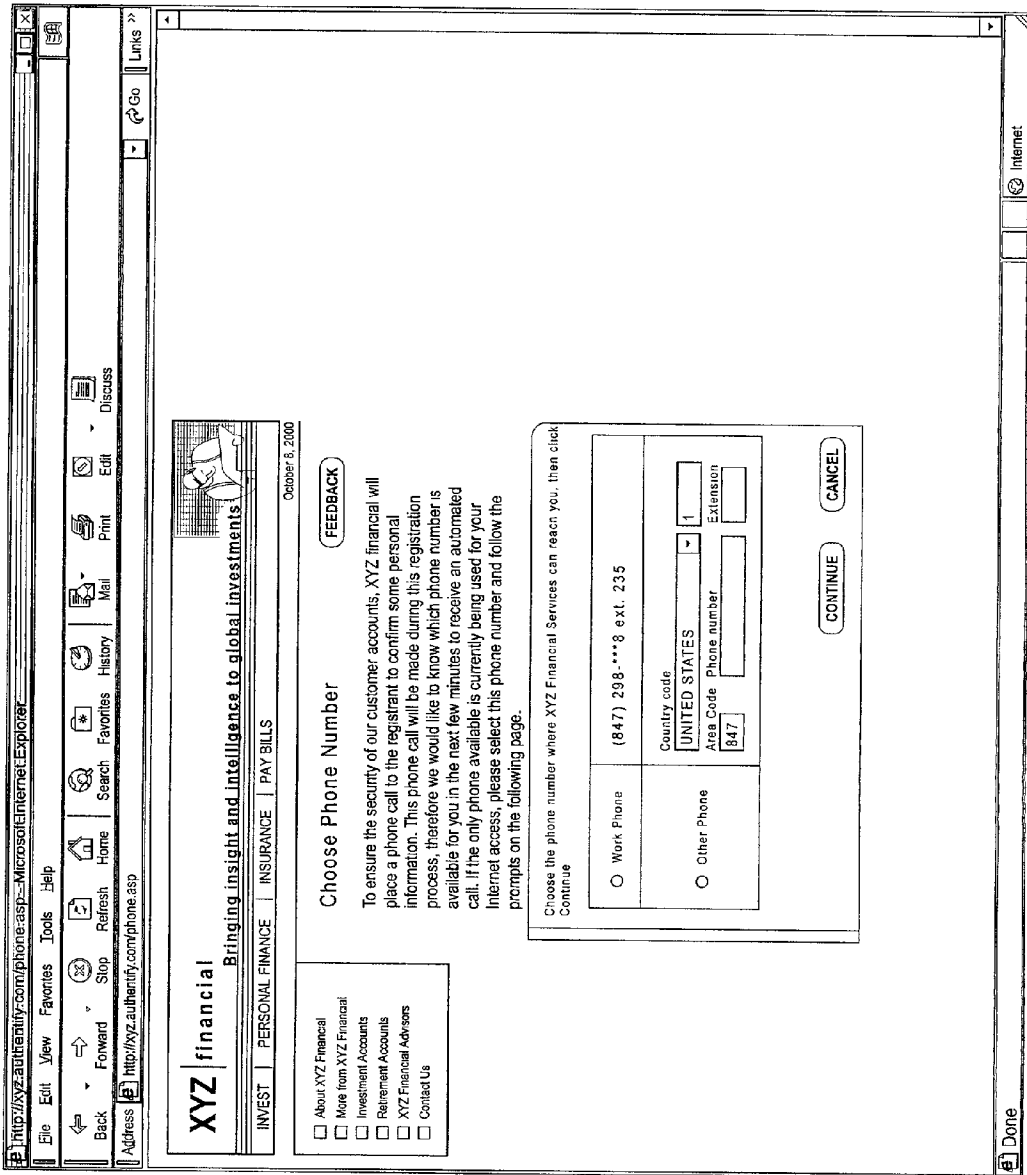 http://xyz.authentify.com/phone.asp - Microsoft Internet Explorer
File Edit View Favorites Tools Help
Back Forward Stop Refresh Home Search Favorites History Mail Print Edit Discuss
Address http://xyz.authentify.com/phone.asp Go Links »
XYZ financial
Bringing insight and intelligence to global investments
INVEST | PERSONAL FINANCE | INSURANCE | PAY BILLS
October 8, 2000
About XYZ Financial
More from XYZ Financial
Investment Accounts
Retirement Accounts
XYZ Financial Advisors
Contact Us
Choose Phone Number
FEEDBACK
To ensure the security of our customer accounts, XYZ financial will
place a phone call to the registrant to confirm some personal
information. This phone call will be made during this registration
process, therefore we would like to know which phone number is
available for you in the next few minutes to receive an automated
call. If the only phone available is currently being used for your
Internet access, please select this phone number and follow the
prompts on the following page.
Choose the phone number where XYZ Financial Services can reach you, then click
Continue
Work Phone (847) 298-***8 ext. 235
Other Phone
Country code
UNITED STATES 1
Area Code Phone number Extension
847
CONTINUE CANCEL
Done Internet